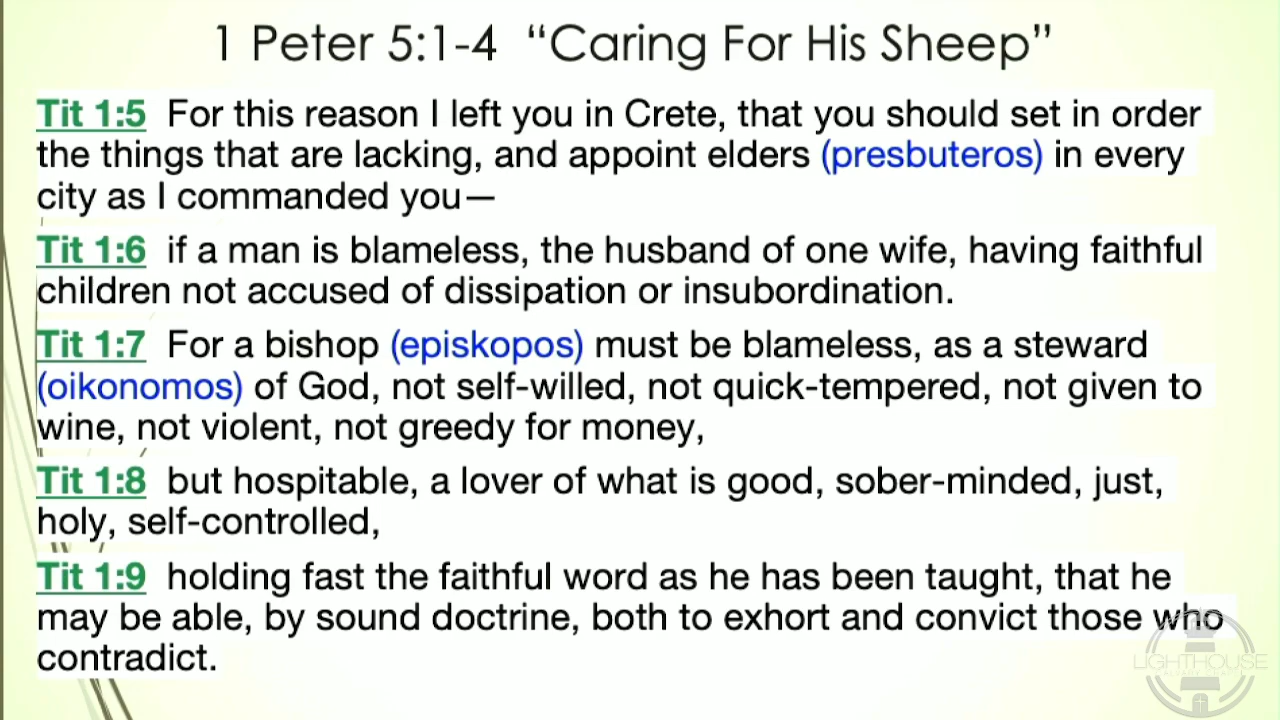 1 Peter 5:1-4 “Caring For His Sheep”
Tit 1:5 For this reason I left you in Crete, that you should set in order
the things that are lacking, and appoint elders (presbuteros) in every
city as I commanded you—
Tit 1:6 if a man is blameless, the husband of one wife, having faithful
children not accused of dissipation or insubordination.
Tit 1:7 For a bishop (episkopos) must be blameless, as a steward
(oikonomos) of God, not self-willed, not quick-tempered, not given to
wine, not violent, not greedy for money,
Tit 1:8 but hospitable, a lover of what is good, sober-minded, just,
holy, self-controlled,
Tit 1:9 holding fast the faithful word as he has been taught, that he
may be able, by sound doctrine, both to exhort and convict those who
contradict.
LIGHTHOUSE
CALVARY CHAPEL